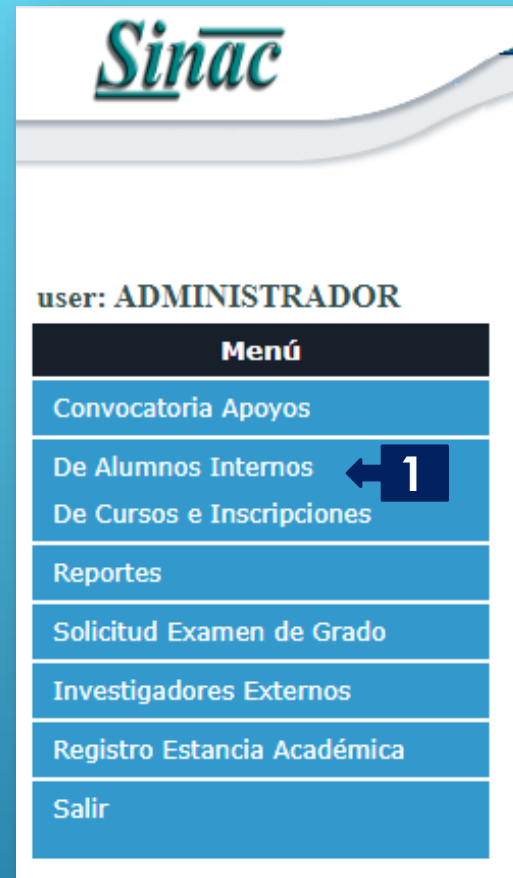 Sinac
user: ADMINISTRADOR
Menú
Convocatoria Apoyos
De Alumnos Internos 1
De Cursos e Inscripciones
Reportes
Solicitud Examen de Grado
Investigadores Externos
Registro Estancia Académica
Salir